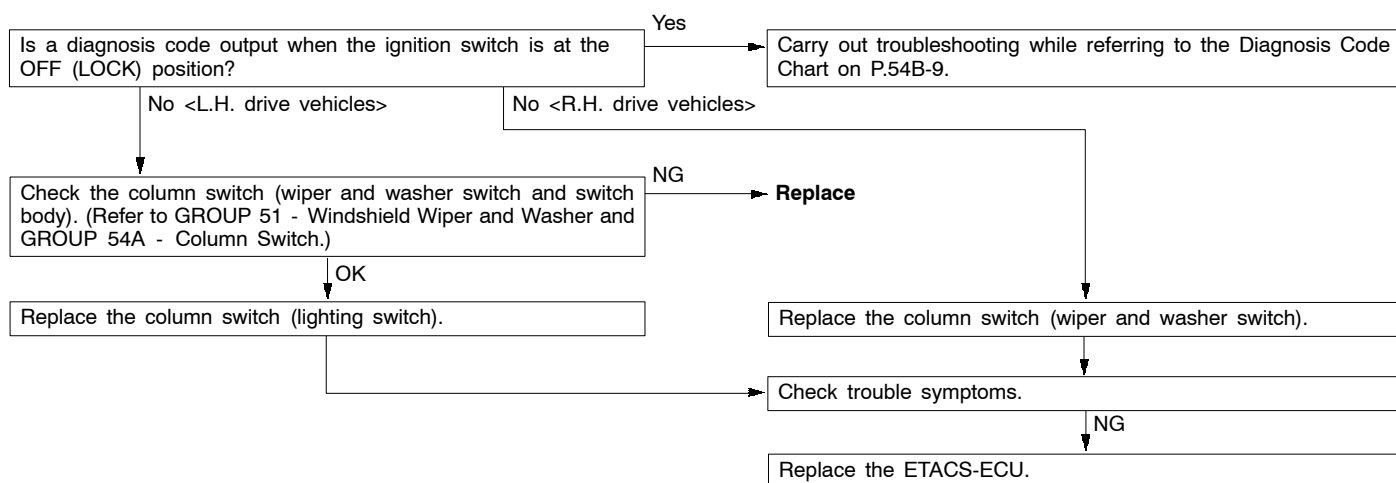 Yes
Is a diagnosis code output when the ignition switch is at the
OFF (LOCK) position?
Carry out troubleshooting while referring to the Diagnosis Code
Chart on P.54B-9.
No <L.H. drive vehicles>
No <R.H. drive vehicles>
Check the column switch (wiper and washer switch and switch
body). (Refer to GROUP 51 - Windshield Wiper and Washer and
GROUP 54A - Column Switch.)
NG
Replace
OK
Replace the column switch (lighting switch).
Replace the column switch (wiper and washer switch).
Check trouble symptoms.
NG
Replace the ETACS-ECU.